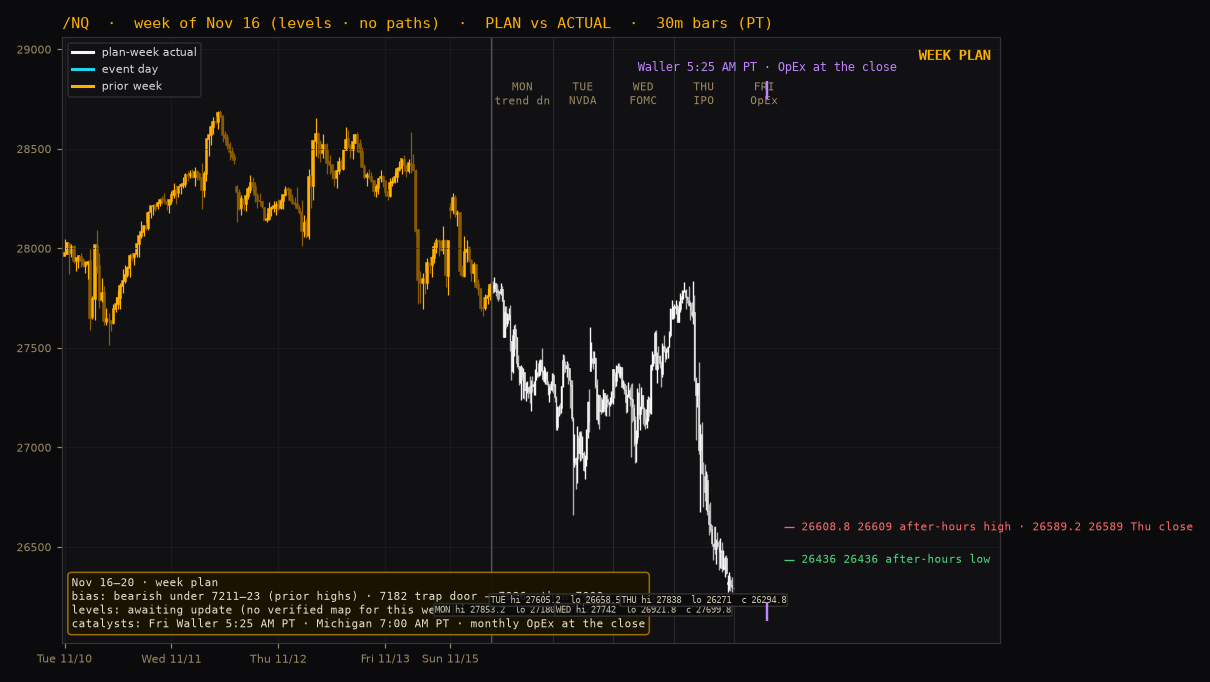 /NQ · week of Nov 16 (levels · no paths) · PLAN vs ACTUAL · 30m bars (PT)
29000
28500
28000
27500
27000
26500
plan-week actual
event day
prior week
WEEK PLAN
Waller 5:25 AM PT · OpEx at the close
MON
trend dn
TUE
NVDA
WED
FOMC
THU
IPO
FRI
OpEx
— 26608.8 26609 after-hours high · 26589.2 26589 Thu close
— 26436 26436 after-hours low
Nov 16–20 · week plan
bias: bearish under 7211–23 (prior highs) · 7182 trap door
levels: awaiting update (no verified map for this we
catalysts: Fri Waller 5:25 AM PT · Michigan 7:00 AM PT · monthly OpEx at the close
TUE hi 27605.2 lo 26658.5
THU hi 27838 lo 26271 c 26294.8
MON hi 27853.2 lo 27180
WED hi 27742 lo 26921.8 c 27699.8
Tue 11/10
Wed 11/11
Thu 11/12
Fri 11/13
Sun 11/15